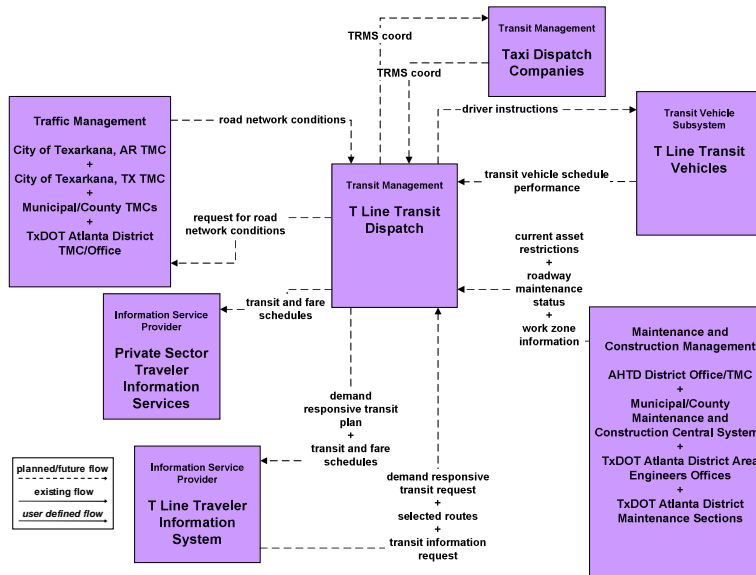 Transit Management
Taxi Dispatch
Companies
TRMS coord
TRMS coord
Traffic Management
City of Texarkana, AR TMC
+
City of Texarkana, TX TMC
+
Municipal/County TMCs
+
TxDOT Atlanta District
TMC/Office
road network conditions
driver instructions
Transit Vehicle
Subsystem
T Line Transit
Vehicles
Transit Management
T Line Transit
Dispatch
transit vehicle schedule
performance
request for road
network conditions
current asset
restrictions
+
roadway
maintenance
status
+
work zone
information
transit and fare
schedules
Information Service
Provider
Private Sector
Traveler
Information
Services
Maintenance and
Construction Management
AHTD District Office/TMC
+
Municipal/County
Maintenance and
Construction Central System
+
TxDOT Atlanta District Area
Engineers Offices
+
TxDOT Atlanta District
Maintenance Sections
demand
responsive transit
plan
+
transit and fare
schedules
Information Service
Provider
T Line Traveler
Information
System
demand responsive
transit request
+
selected routes
+
transit information
request
planned/future flow
existing flow
user defined flow